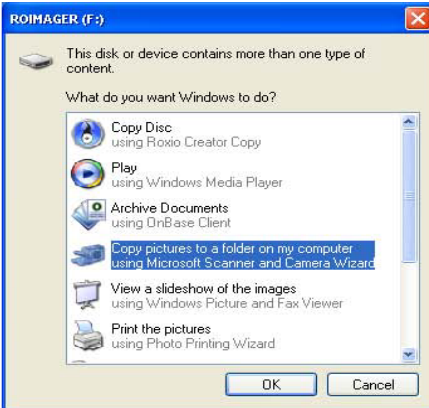 ROIMAGER (F:)
This disk or device contains more than one type of
content.
What do you want Windows to do?
Copy Disc
using Roxio Creator Copy
Play
using Windows Media Player
Archive Documents
using OnBase Client
Copy pictures to a folder on my computer
using Microsoft Scanner and Camera Wizard
View a slideshow of the images
using Windows Picture and Fax Viewer
Print the pictures
using Photo Printing Wizard
OK
Cancel